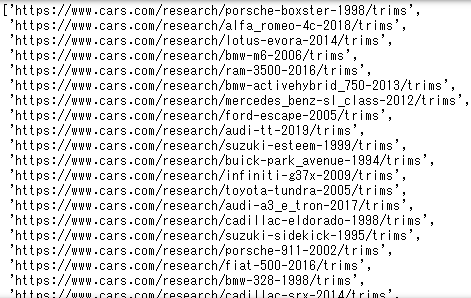 ['https://www.cars.com/research/porsche-boxster-1998/trims',
'https://www.cars.com/research/alfa_romeo-4c-2018/trims',
'https://www.cars.com/research/lotus-evora-2014/trims',
'https://www.cars.com/research/bmw-m6-2006/trims',
'https://www.cars.com/research/ram-3500-2016/trims',
'https://www.cars.com/research/bmw-activehybrid_750-2013/trims',
'https://www.cars.com/research/mercedes_benz-sl_class-2012/trims',
'https://www.cars.com/research/ford-escape-2005/trims',
'https://www.cars.com/research/audi-tt-2019/trims',
'https://www.cars.com/research/suzuki-esteem-1999/trims',
'https://www.cars.com/research/buick-park_avenue-1994/trims',
'https://www.cars.com/research/infiniti-g37x-2009/trims',
'https://www.cars.com/research/toyota-tundra-2005/trims',
'https://www.cars.com/research/audi-a3_e_tron-2017/trims',
'https://www.cars.com/research/cadillac-eldorado-1998/trims',
'https://www.cars.com/research/suzuki-sidekick-1995/trims',
'https://www.cars.com/research/porsche-911-2002/trims',
'https://www.cars.com/research/fiat-500-2016/trims',
'https://www.cars.com/research/bmw-328-1998/trims',
'https://www.cars.com/research/cadillac-srx-2014/trims',